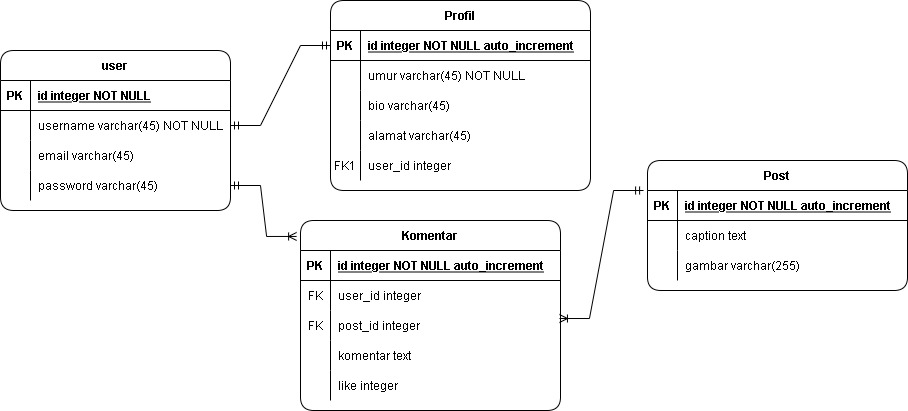 user
PK id integer NOT NULL
username varchar(45) NOT NULL
email varchar(45)
password varchar(45)
Profil
PK id integer NOT NULL auto_increment
umur varchar(45) NOT NULL
bio varchar(45)
alamat varchar(45)
FK1 user_id integer
Komentar
PK id integer NOT NULL auto_increment
FK user_id integer
FK post_id integer
komentar text
like integer
Post
PK id integer NOT NULL auto_increment
caption text
gambar varchar(255)